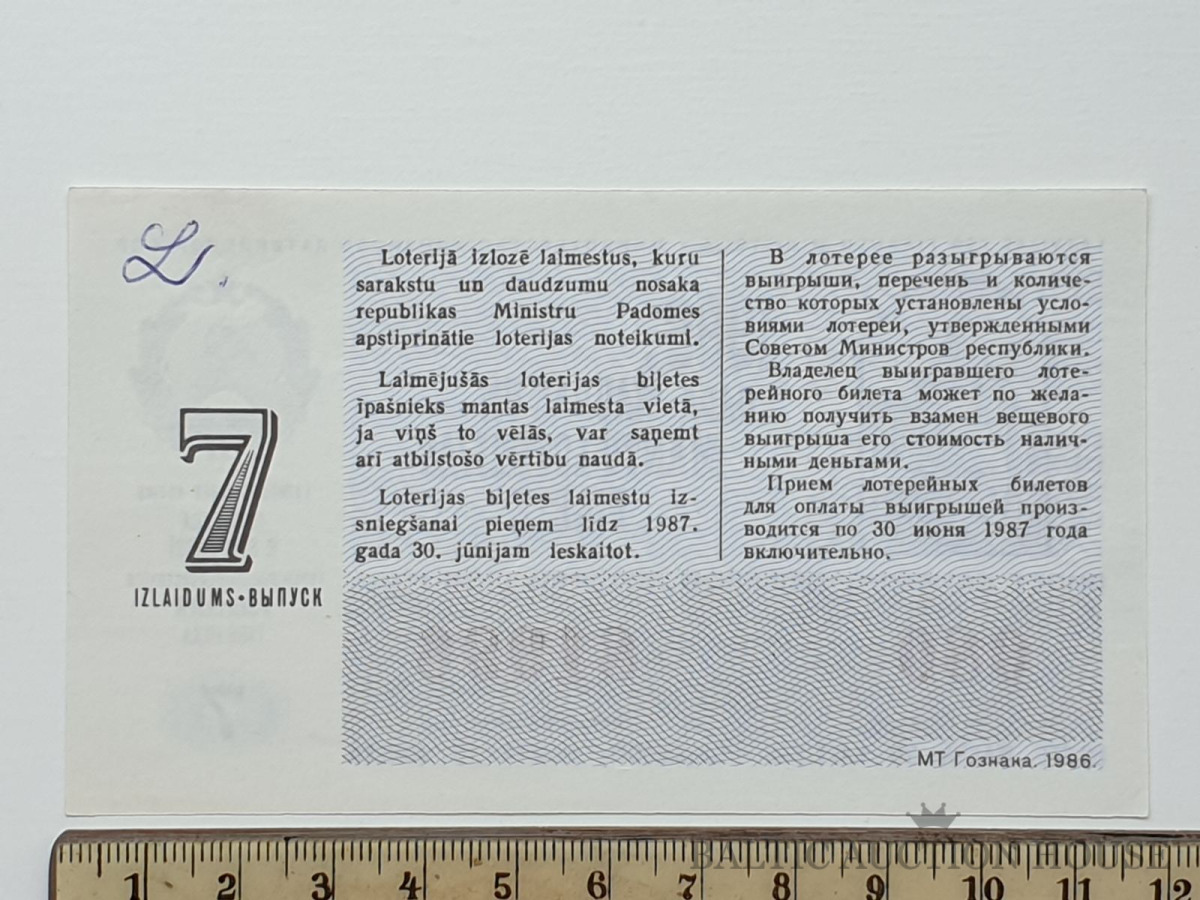 L.
Loterijā izlozē laimestus, kuru
sarakstu un daudzumu nosaka
republikas Ministru Padomes
apstiprinātie loterijas noteikumi.
Laimējušās loterijas biļetes
īpašnieks mantas laimesta vietā,
ja viņš to vēlās, var saņemt
arī atbilstošo vērtību naudā.
Loterijas biļetes laimestu iz-
sniegšanai pieņem līdz 1987.
gada 30. jūnijam ieskaitot.
В лотерее разыгрываются
выигрыши, перечень и количе-
ство которых установлены усло-
виями лотереи, утвержденными
Советом Министров республики.
Владелец выигравшего лоте-
рейного билета может по жела-
нию получить взамен вещевого
выигрыша его стоимость налич-
ными деньгами.
Прием лотерейных билетов
для оплаты выигрышей произ-
водится по 30 июня 1987 года
включительно.
7
IZLAIDUMS•ВЫПУСК
МТ Гознака. 1986.
BALTIC AUCTION HOUSE
1 2 3 4 5 6 7 8 9 10 11 12